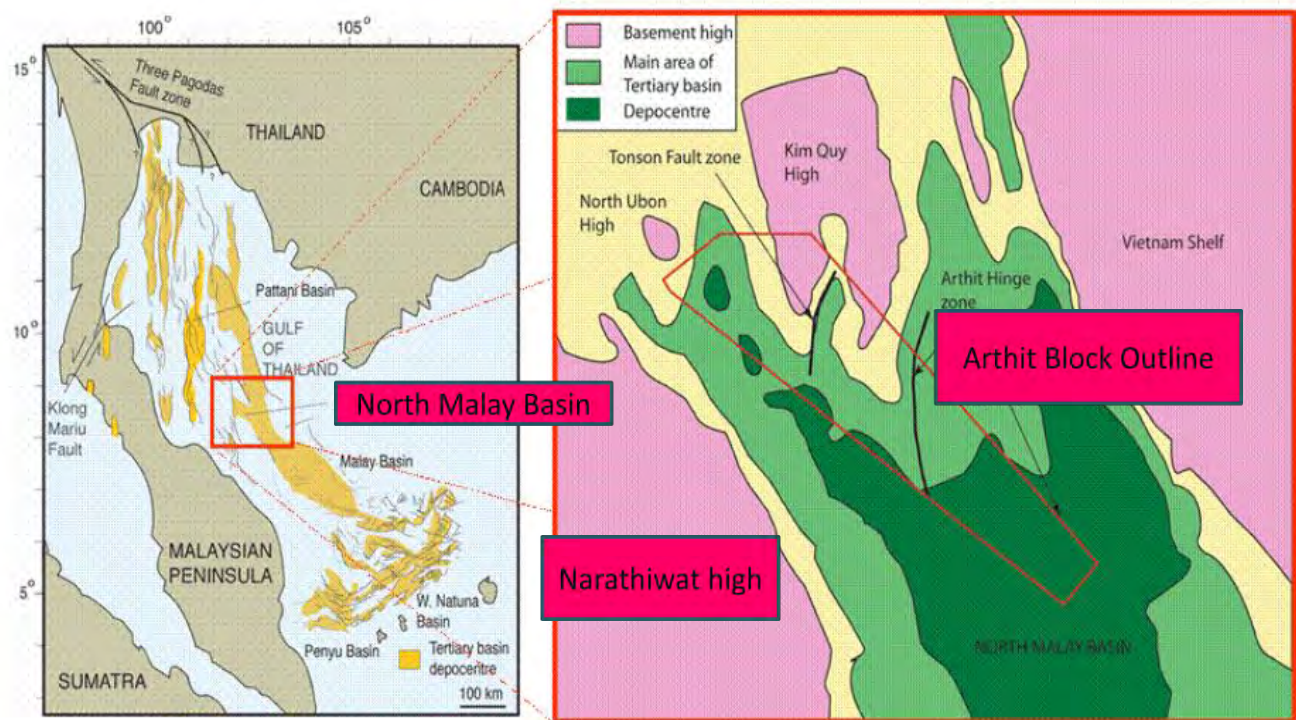 100°
105°
15°
10°
5°
Three Pagodas
Fault zone
THAILAND
CAMBODIA
Pattani Basin
GULF
OF
THAILAND
North Malay Basin
Klong
Mariu
Fault
Malay Basin
MALAYSIAN
PENINSULA
W. Natuna
Basin
Penyu Basin
Tertiary basin
depocentre
SUMATRA
100 km
Basement high
Main area of
Tertiary basin
Depocentre
Tonson Fault zone
Kim Quy
High
North Ubon
High
Vietnam Shelf
Arthit Hinge
zone
Arthit Block Outline
Narathiwat high
NORTH MALAY BASIN